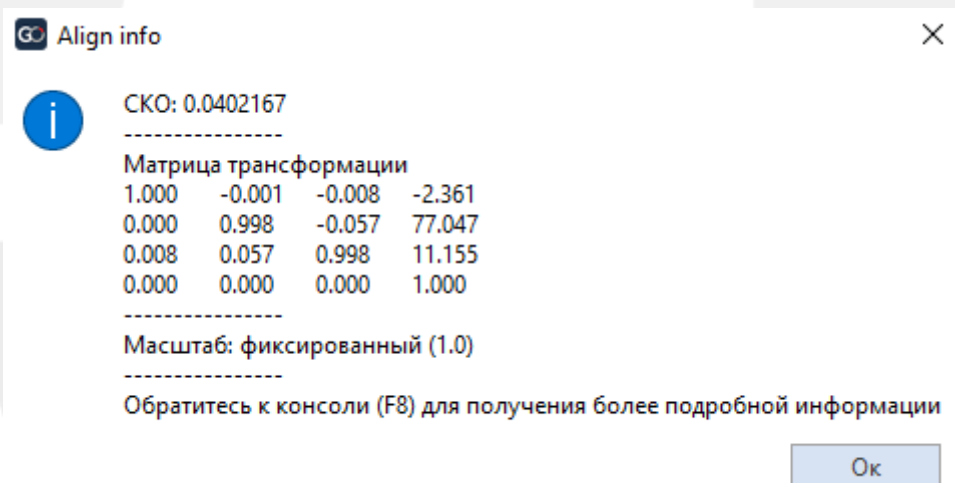 GO Align info
СКО: 0.0402167
----------------
Матрица трансформации
1.000 -0.001 -0.008 -2.361
0.000 0.998 -0.057 77.047
0.008 0.057 0.998 11.155
0.000 0.000 0.000 1.000
----------------
Масштаб: фиксированный (1.0)
----------------
Обратитесь к консоли (F8) для получения более подробной информации
Ок